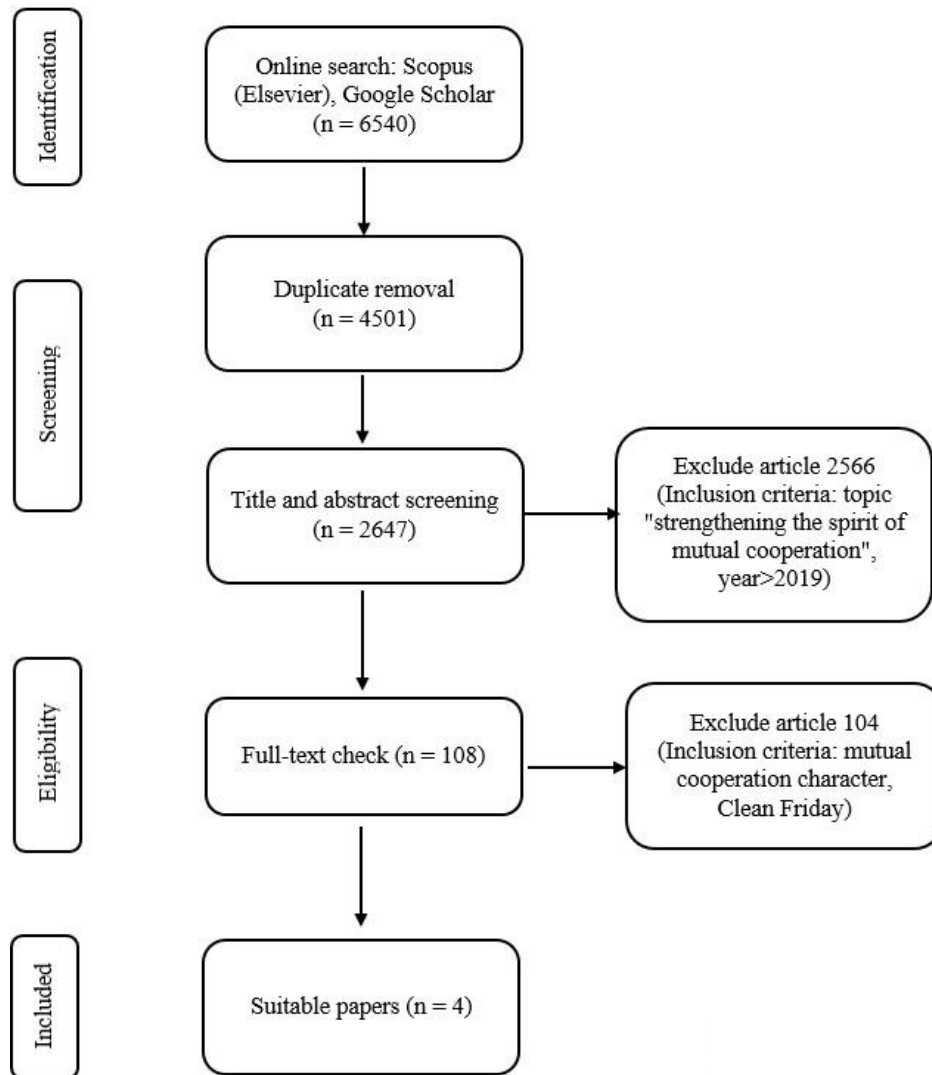 Identification
Online search: Scopus
(Elsevier), Google Scholar
(n = 6540)
Duplicate removal
(n = 4501)
Screening
Title and abstract screening
(n = 2647)
Exclude article 2566
(Inclusion criteria: topic
"strengthening the spirit of
mutual cooperation",
year>2019)
Eligibility
Full-text check (n = 108)
Exclude article 104
(Inclusion criteria: mutual
cooperation character,
Clean Friday)
Included
Suitable papers (n = 4)